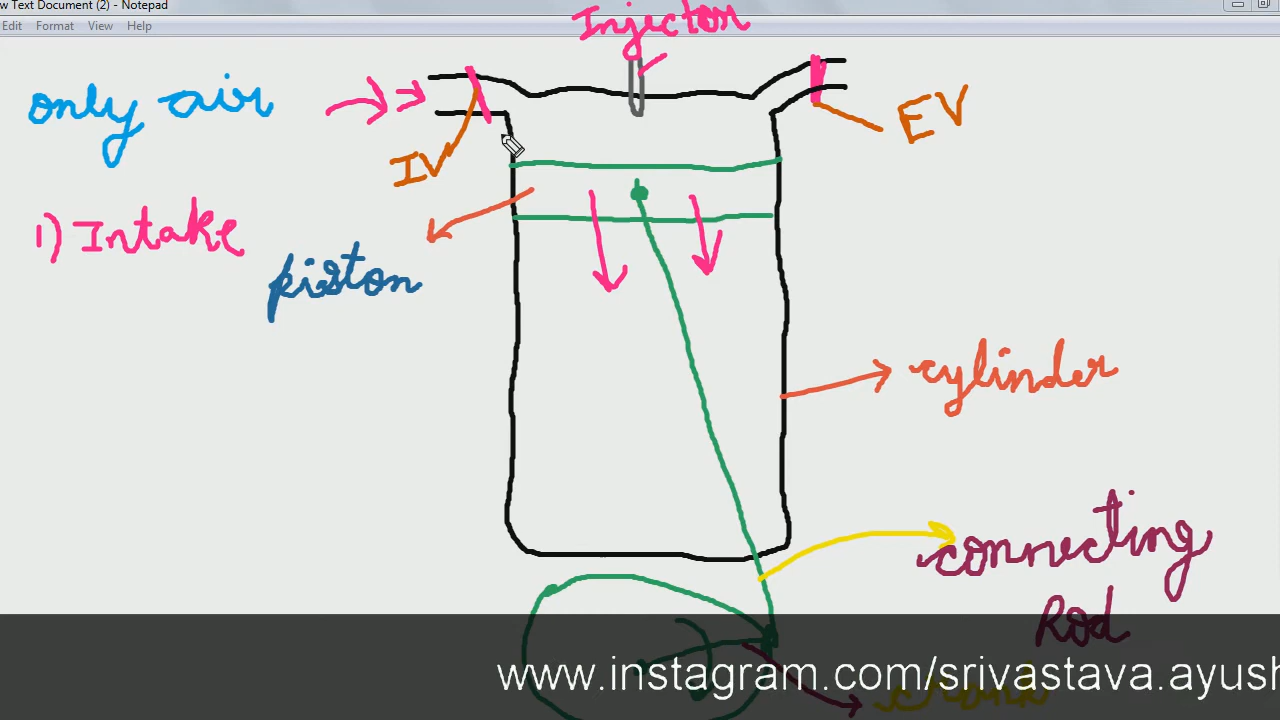 w Text Document (2) - Notepad
Edit Format View Help
Injector
only air
EV
IV
1) Intake
piston
cylinder
connecting
Rod
www.instagram.com/srivastava.ayush
crank